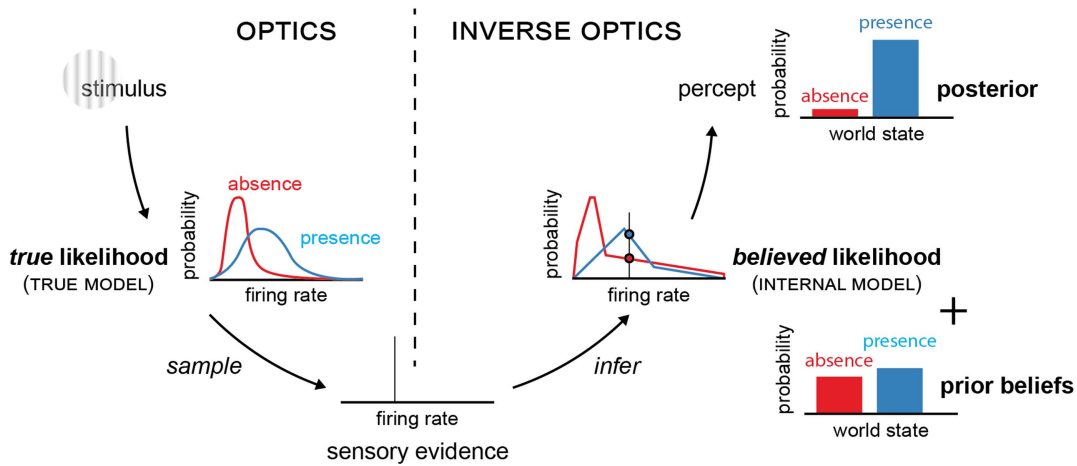 OPTICS
INVERSE OPTICS
stimulus
percept
probability
absence
presence
world state
posterior
true likelihood
(TRUE MODEL)
probability
absence
presence
firing rate
probability
firing rate
believed likelihood
(INTERNAL MODEL)
+
sample
infer
firing rate
sensory evidence
probability
absence
presence
world state
prior beliefs